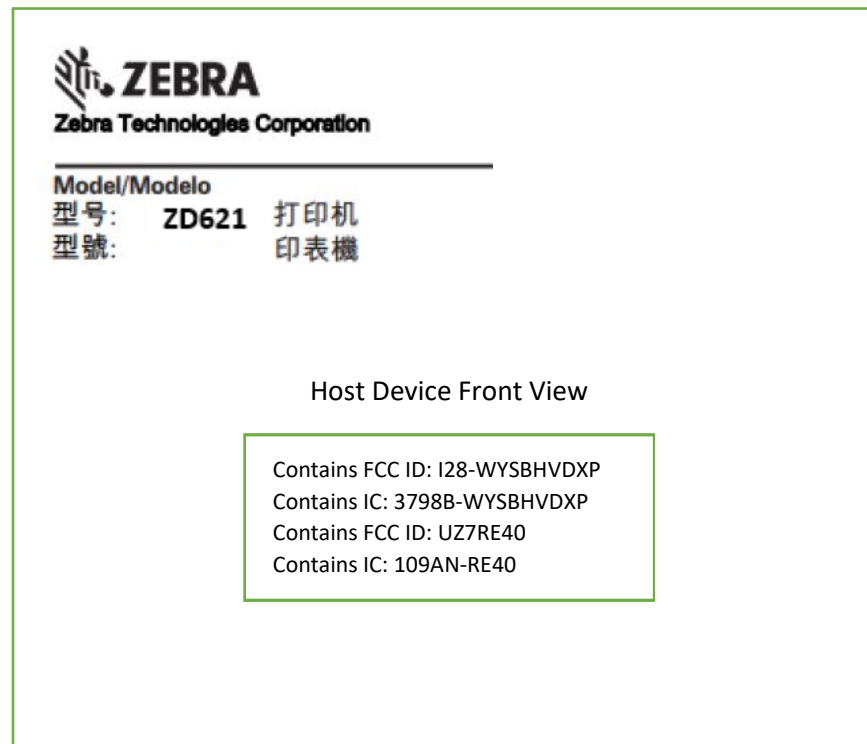 ZEBRA
Zebra Technologies Corporation
Model/Modelo
型号: ZD621 打印机
型號: 印表機
Host Device Front View
Contains FCC ID: I28-WYSBHVDXP
Contains IC: 3798B-WYSBHVDXP
Contains FCC ID: UZ7RE40
Contains IC: 109AN-RE40